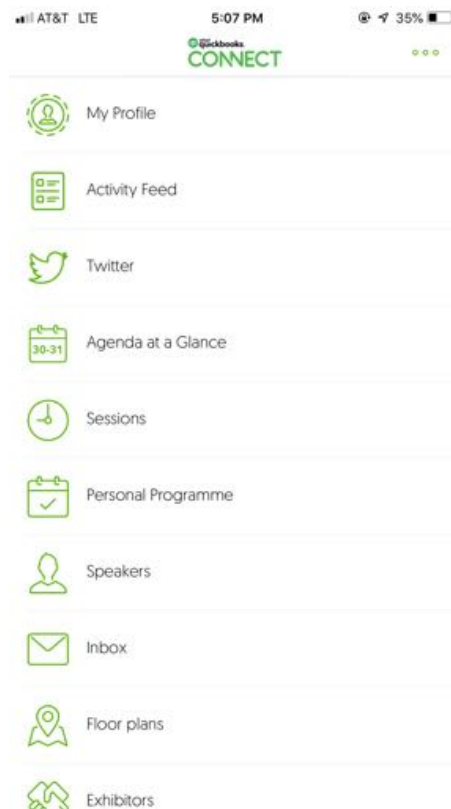 AT&T LTE 5:07 PM 35%
quickbooks
CONNECT
My Profile
Activity Feed
Twitter
30-31 Agenda at a Glance
Sessions
Personal Programme
Speakers
Inbox
Floor plans
Exhibitors